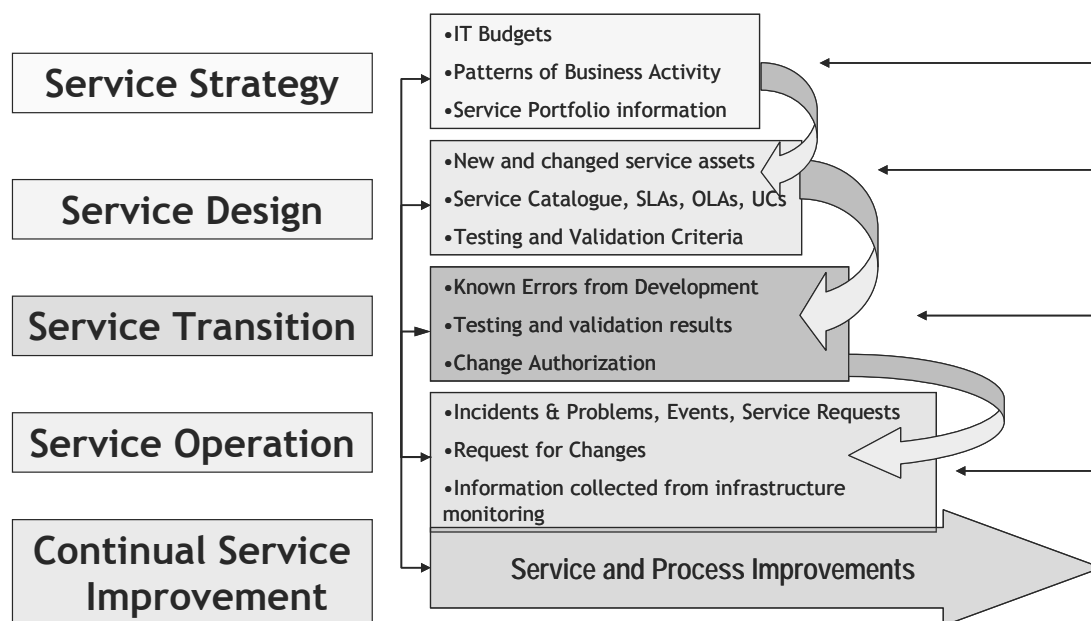 Service Strategy
•IT Budgets
•Patterns of Business Activity
•Service Portfolio information
Service Design
•New and changed service assets
•Service Catalogue, SLAs, OLAs, UCs
•Testing and Validation Criteria
Service Transition
•Known Errors from Development
•Testing and validation results
•Change Authorization
Service Operation
•Incidents & Problems, Events, Service Requests
•Request for Changes
•Information collected from infrastructure
monitoring
Continual Service
Improvement
Service and Process Improvements